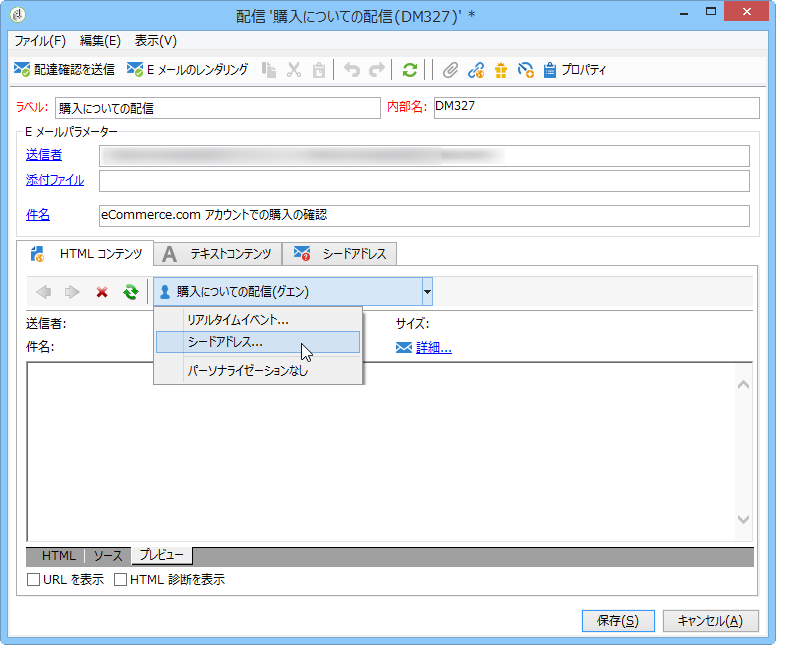 配信 '購入についての配信(DM327)' *
ファイル(F) 編集(E) 表示(V)
配達確認を送信 E メールのレンダリング プロパティ
ラベル: 購入についての配信 内部名: DM327
E メールパラメーター
送信者
添付ファイル
件名 eCommerce.com アカウントでの購入の確認
HTML コンテンツ テキストコンテンツ シードアドレス
購入についての配信(グエン)
送信者: リアルタイムイベント... サイズ:
シードアドレス...
件名: 詳細...
パーソナライゼーションなし
HTML ソース プレビュー
URL を表示 HTML 診断を表示
保存(S) キャンセル(A)